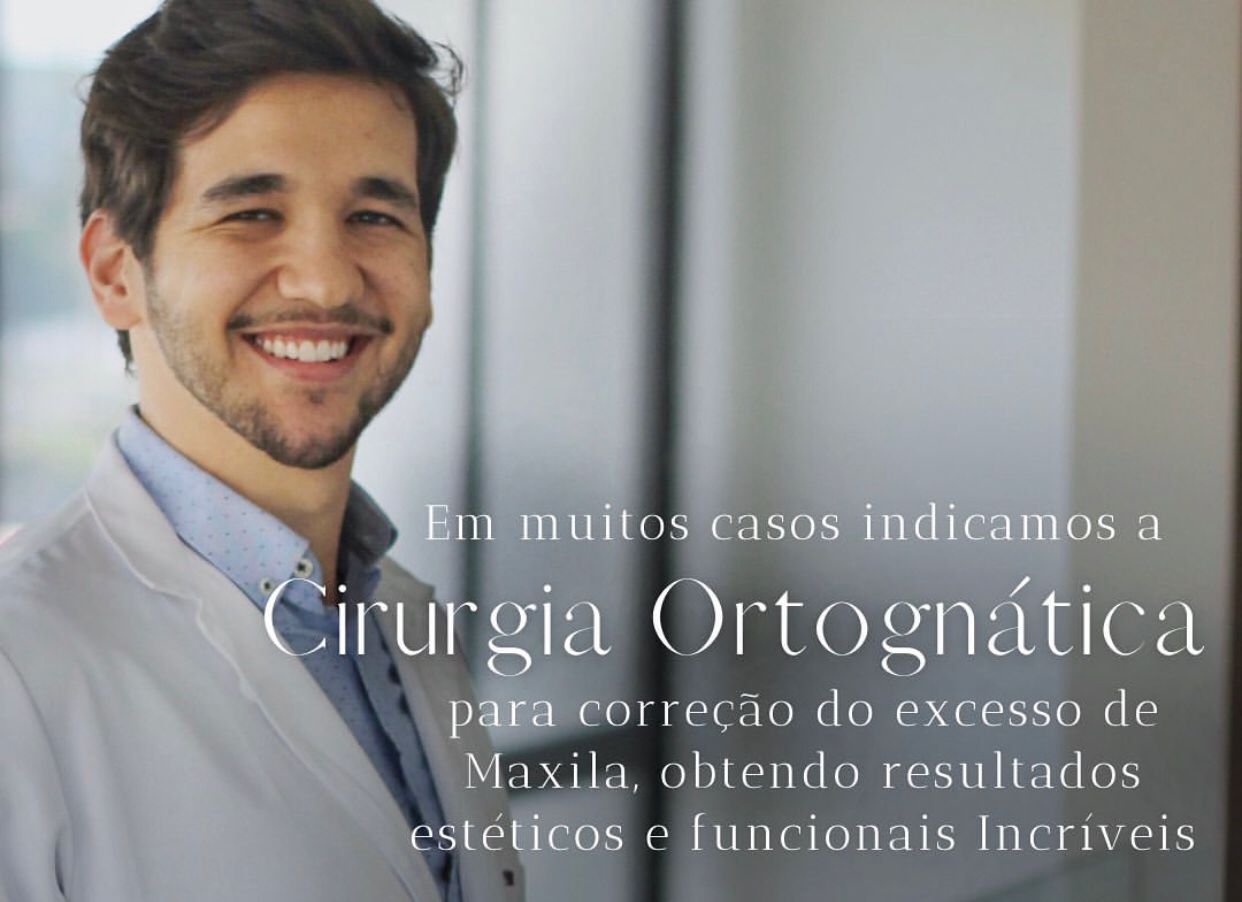 Em muitos casos indicamos a
Cirurgia Ortognática
para correção do excesso de
Maxila, obtendo resultados
estéticos e funcionais Incríveis